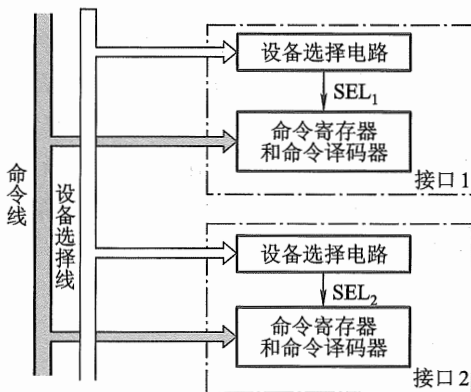 命令线
设备选择线
设备选择电路
SEL₁
命令寄存器
和命令译码器
接口1
设备选择电路
SEL₂
命令寄存器
和命令译码器
接口2